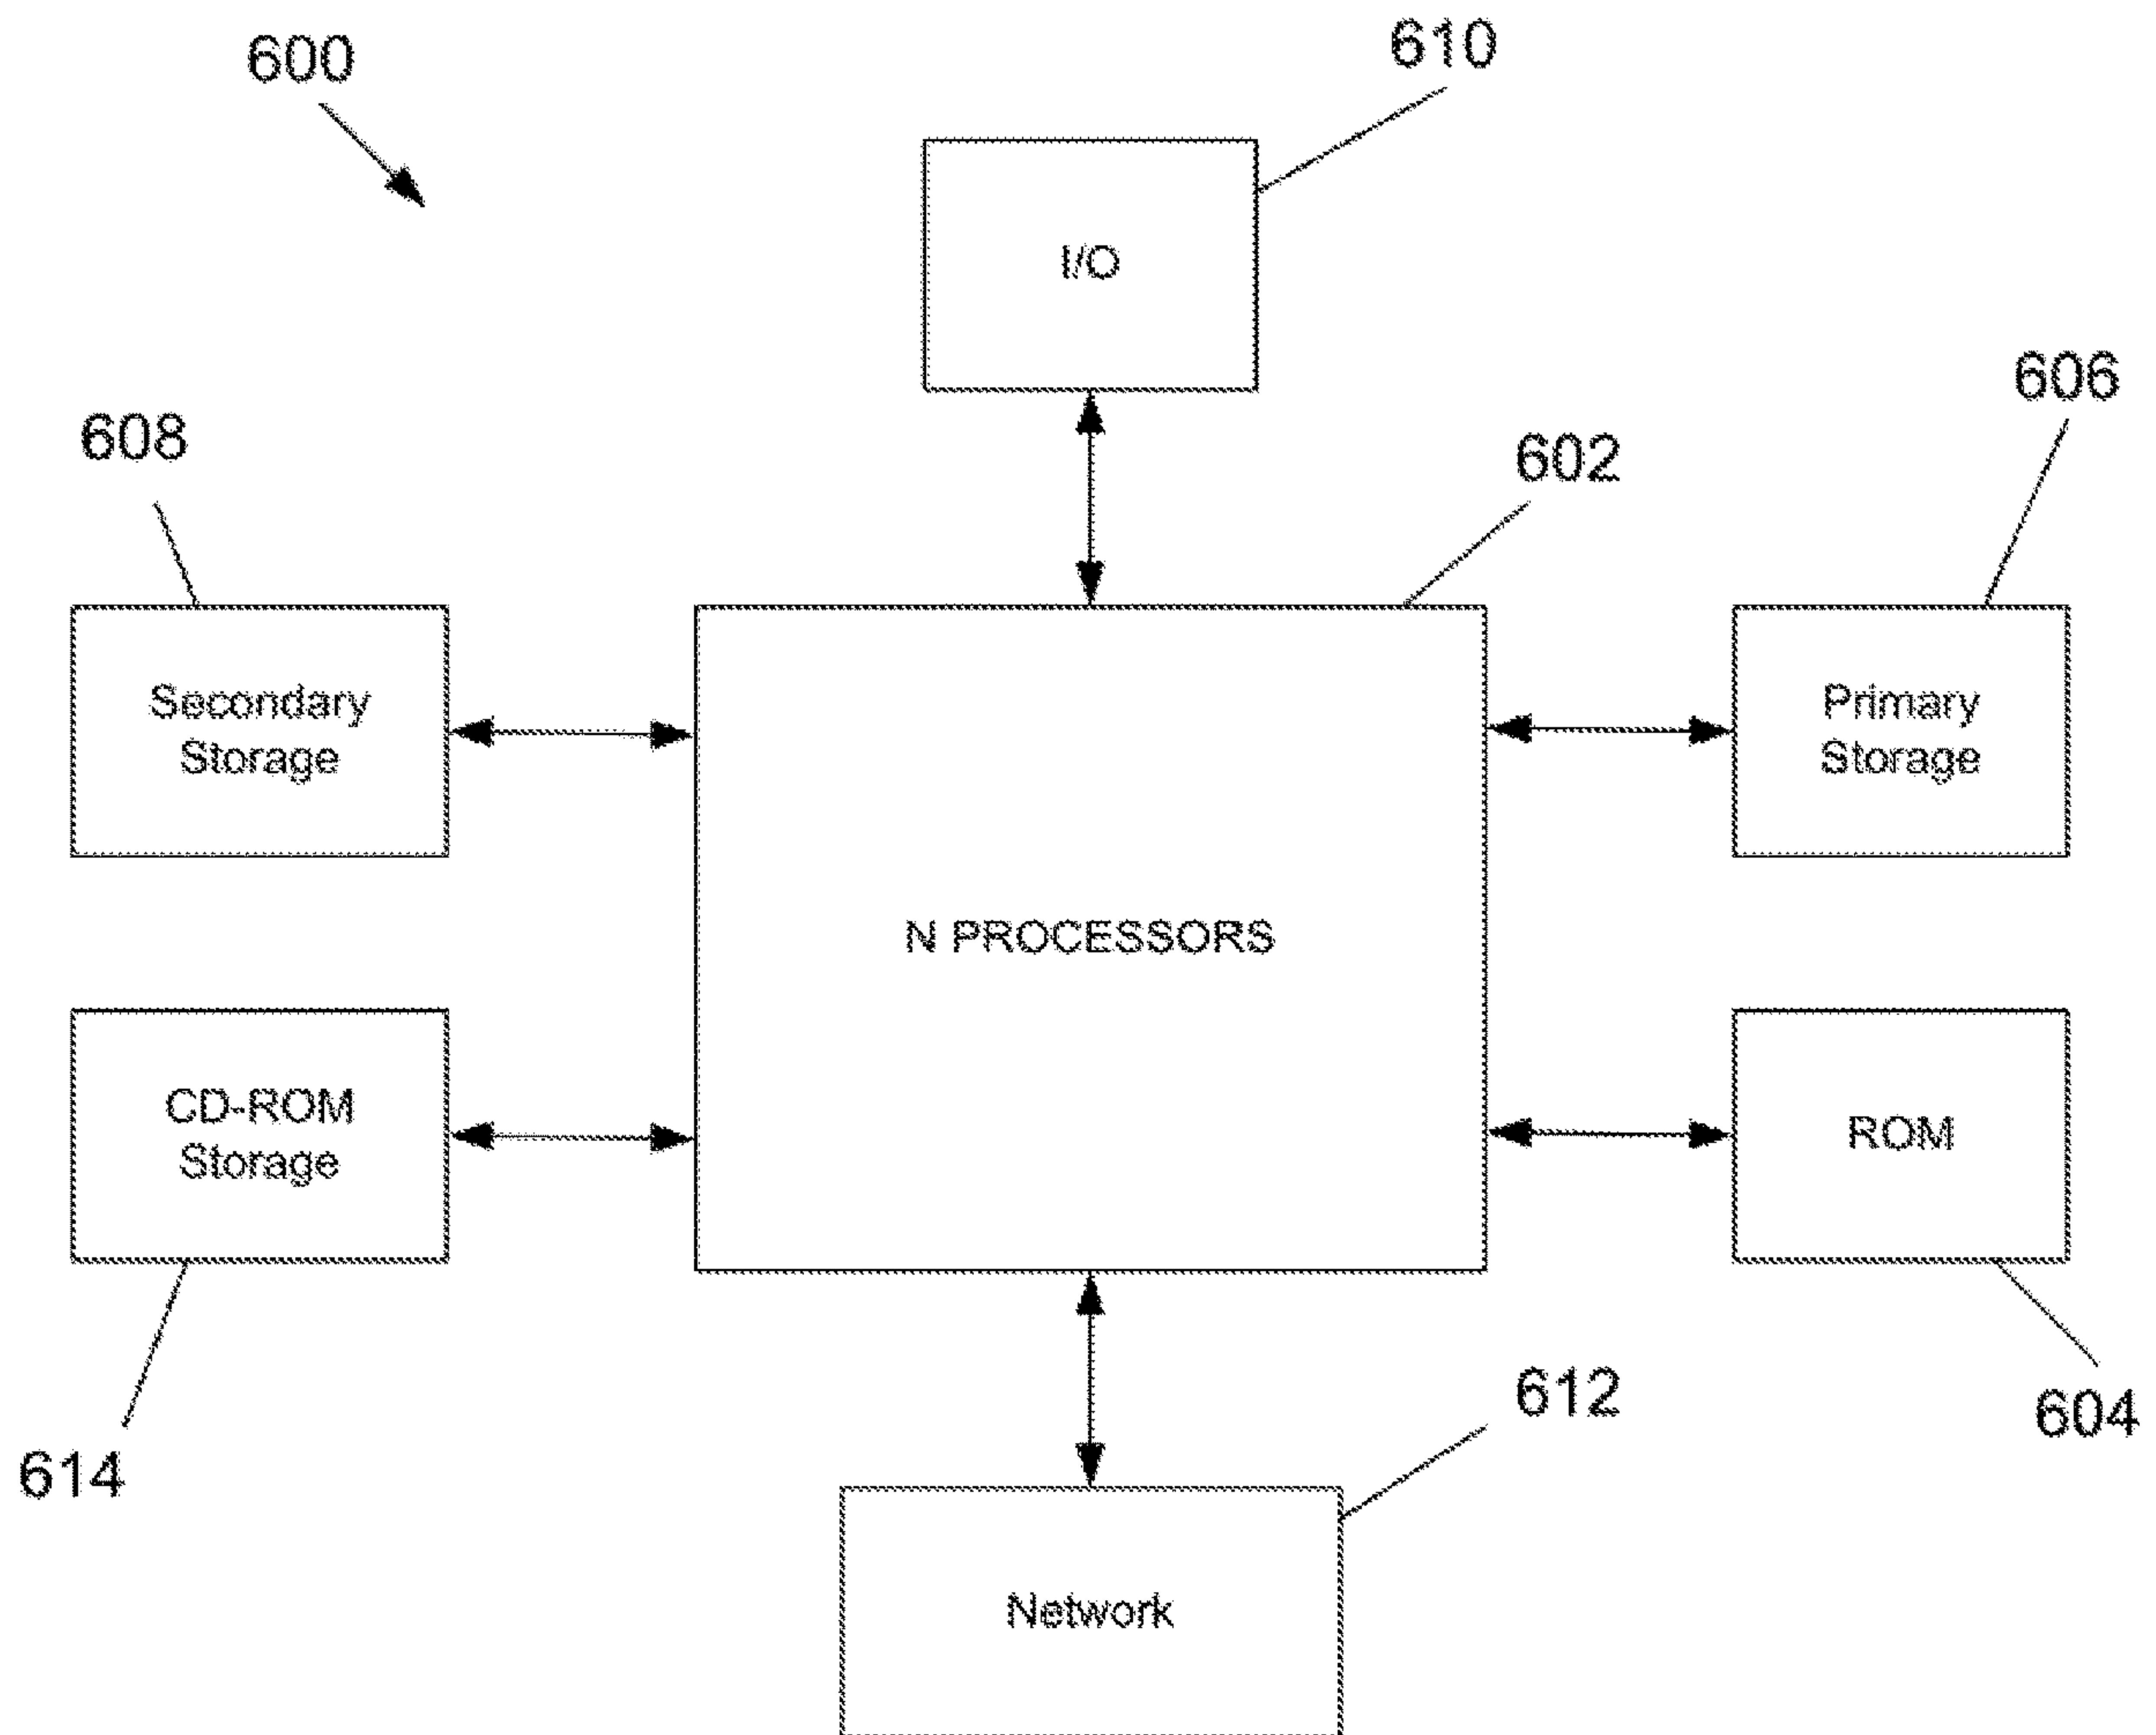 600
610
I/O
606
608
602
Secondary
Storage
Primary
Storage
N PROCESSORS
CD-ROM
Storage
ROM
612
604
614
Network